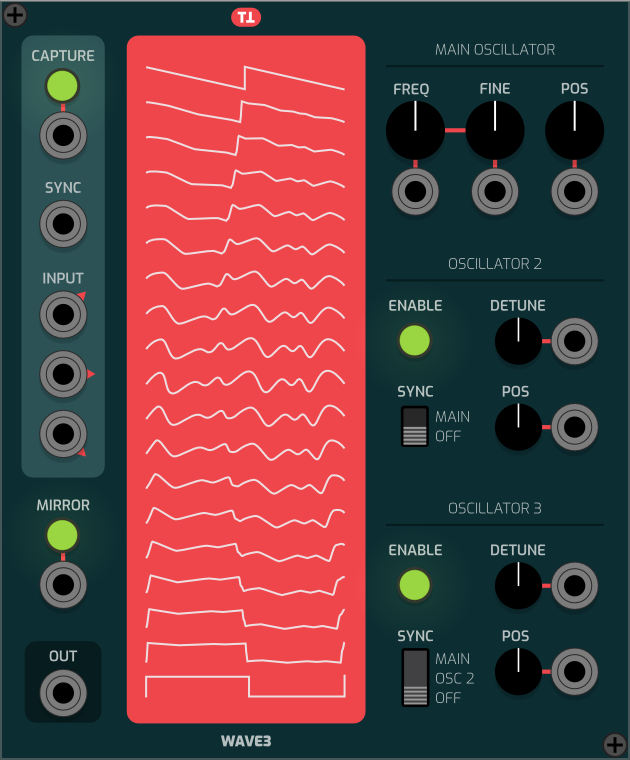 CAPTURE
SYNC
INPUT
MIRROR
OUT
WAVE3
MAIN OSCILLATOR
FREQ FINE POS
OSCILLATOR 2
ENABLE DETUNE
SYNC POS
MAIN
OFF
OSCILLATOR 3
ENABLE DETUNE
SYNC POS
MAIN
OSC 2
OFF